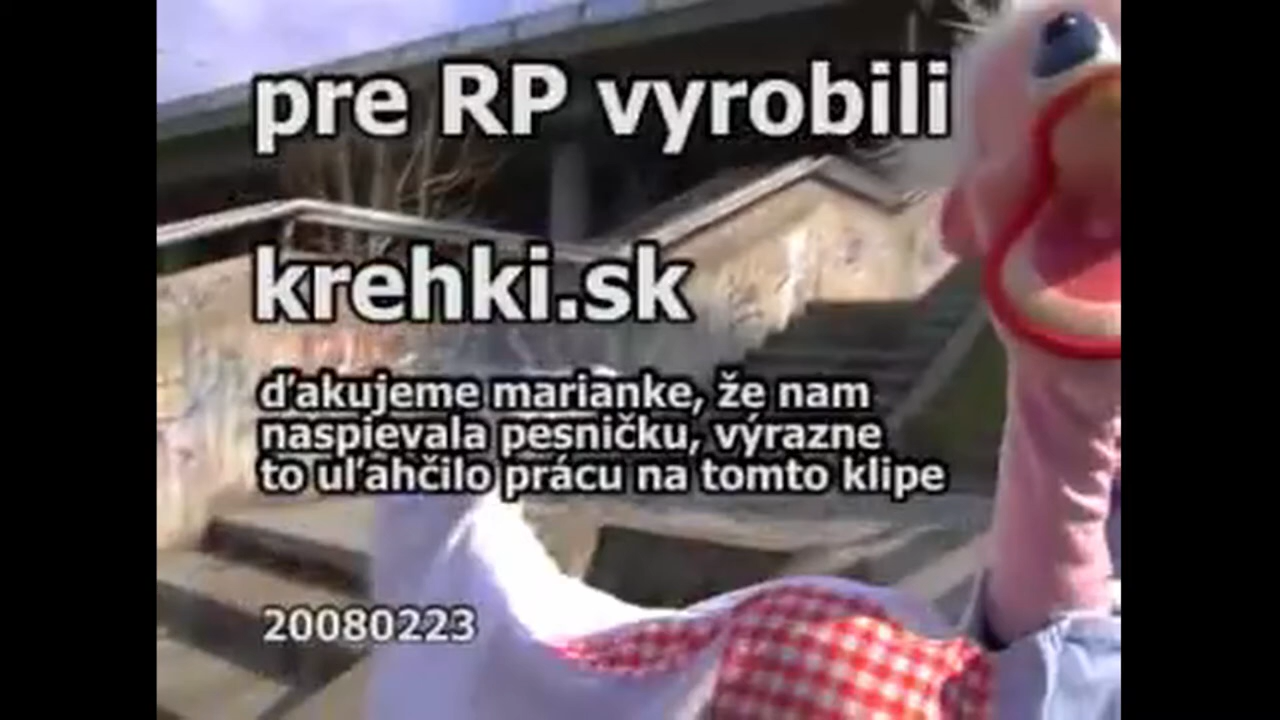 pre RP vyrobili
krehki.sk
ďakujeme marianke, že nam
naspievala pesničku, výrazne
to uľahčilo prácu na tomto klipe
20080223